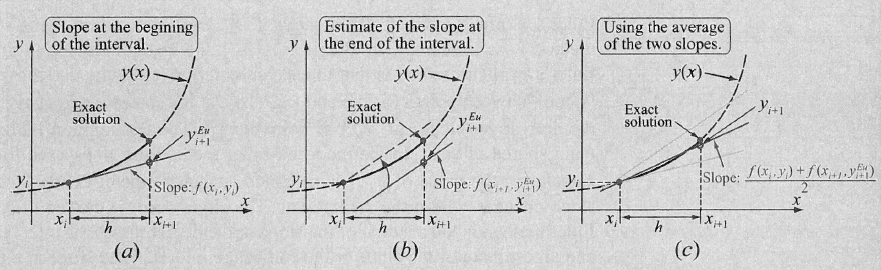 Slope at the begining
of the interval.
y
y(x)
Exact
solution
y_{i+1}^{Eu}
y_i
Slope: f(x_i, y_i)
x
x_i
h
x_{i+1}
(a)
Estimate of the slope at
the end of the interval.
y
y(x)
Exact
solution
y_{i+1}^{Eu}
y_i
Slope: f(x_{i+1}, y_{i+1}^{Eu})
x
x_i
h
x_{i+1}
(b)
Using the average
of the two slopes.
y
y(x)
y_{i+1}
Exact
solution
y_i
Slope: \frac{f(x_i, y_i) + f(x_{i+1}, y_{i+1}^{Eu})}{2}
x
x_i
h
x_{i+1}
(c)